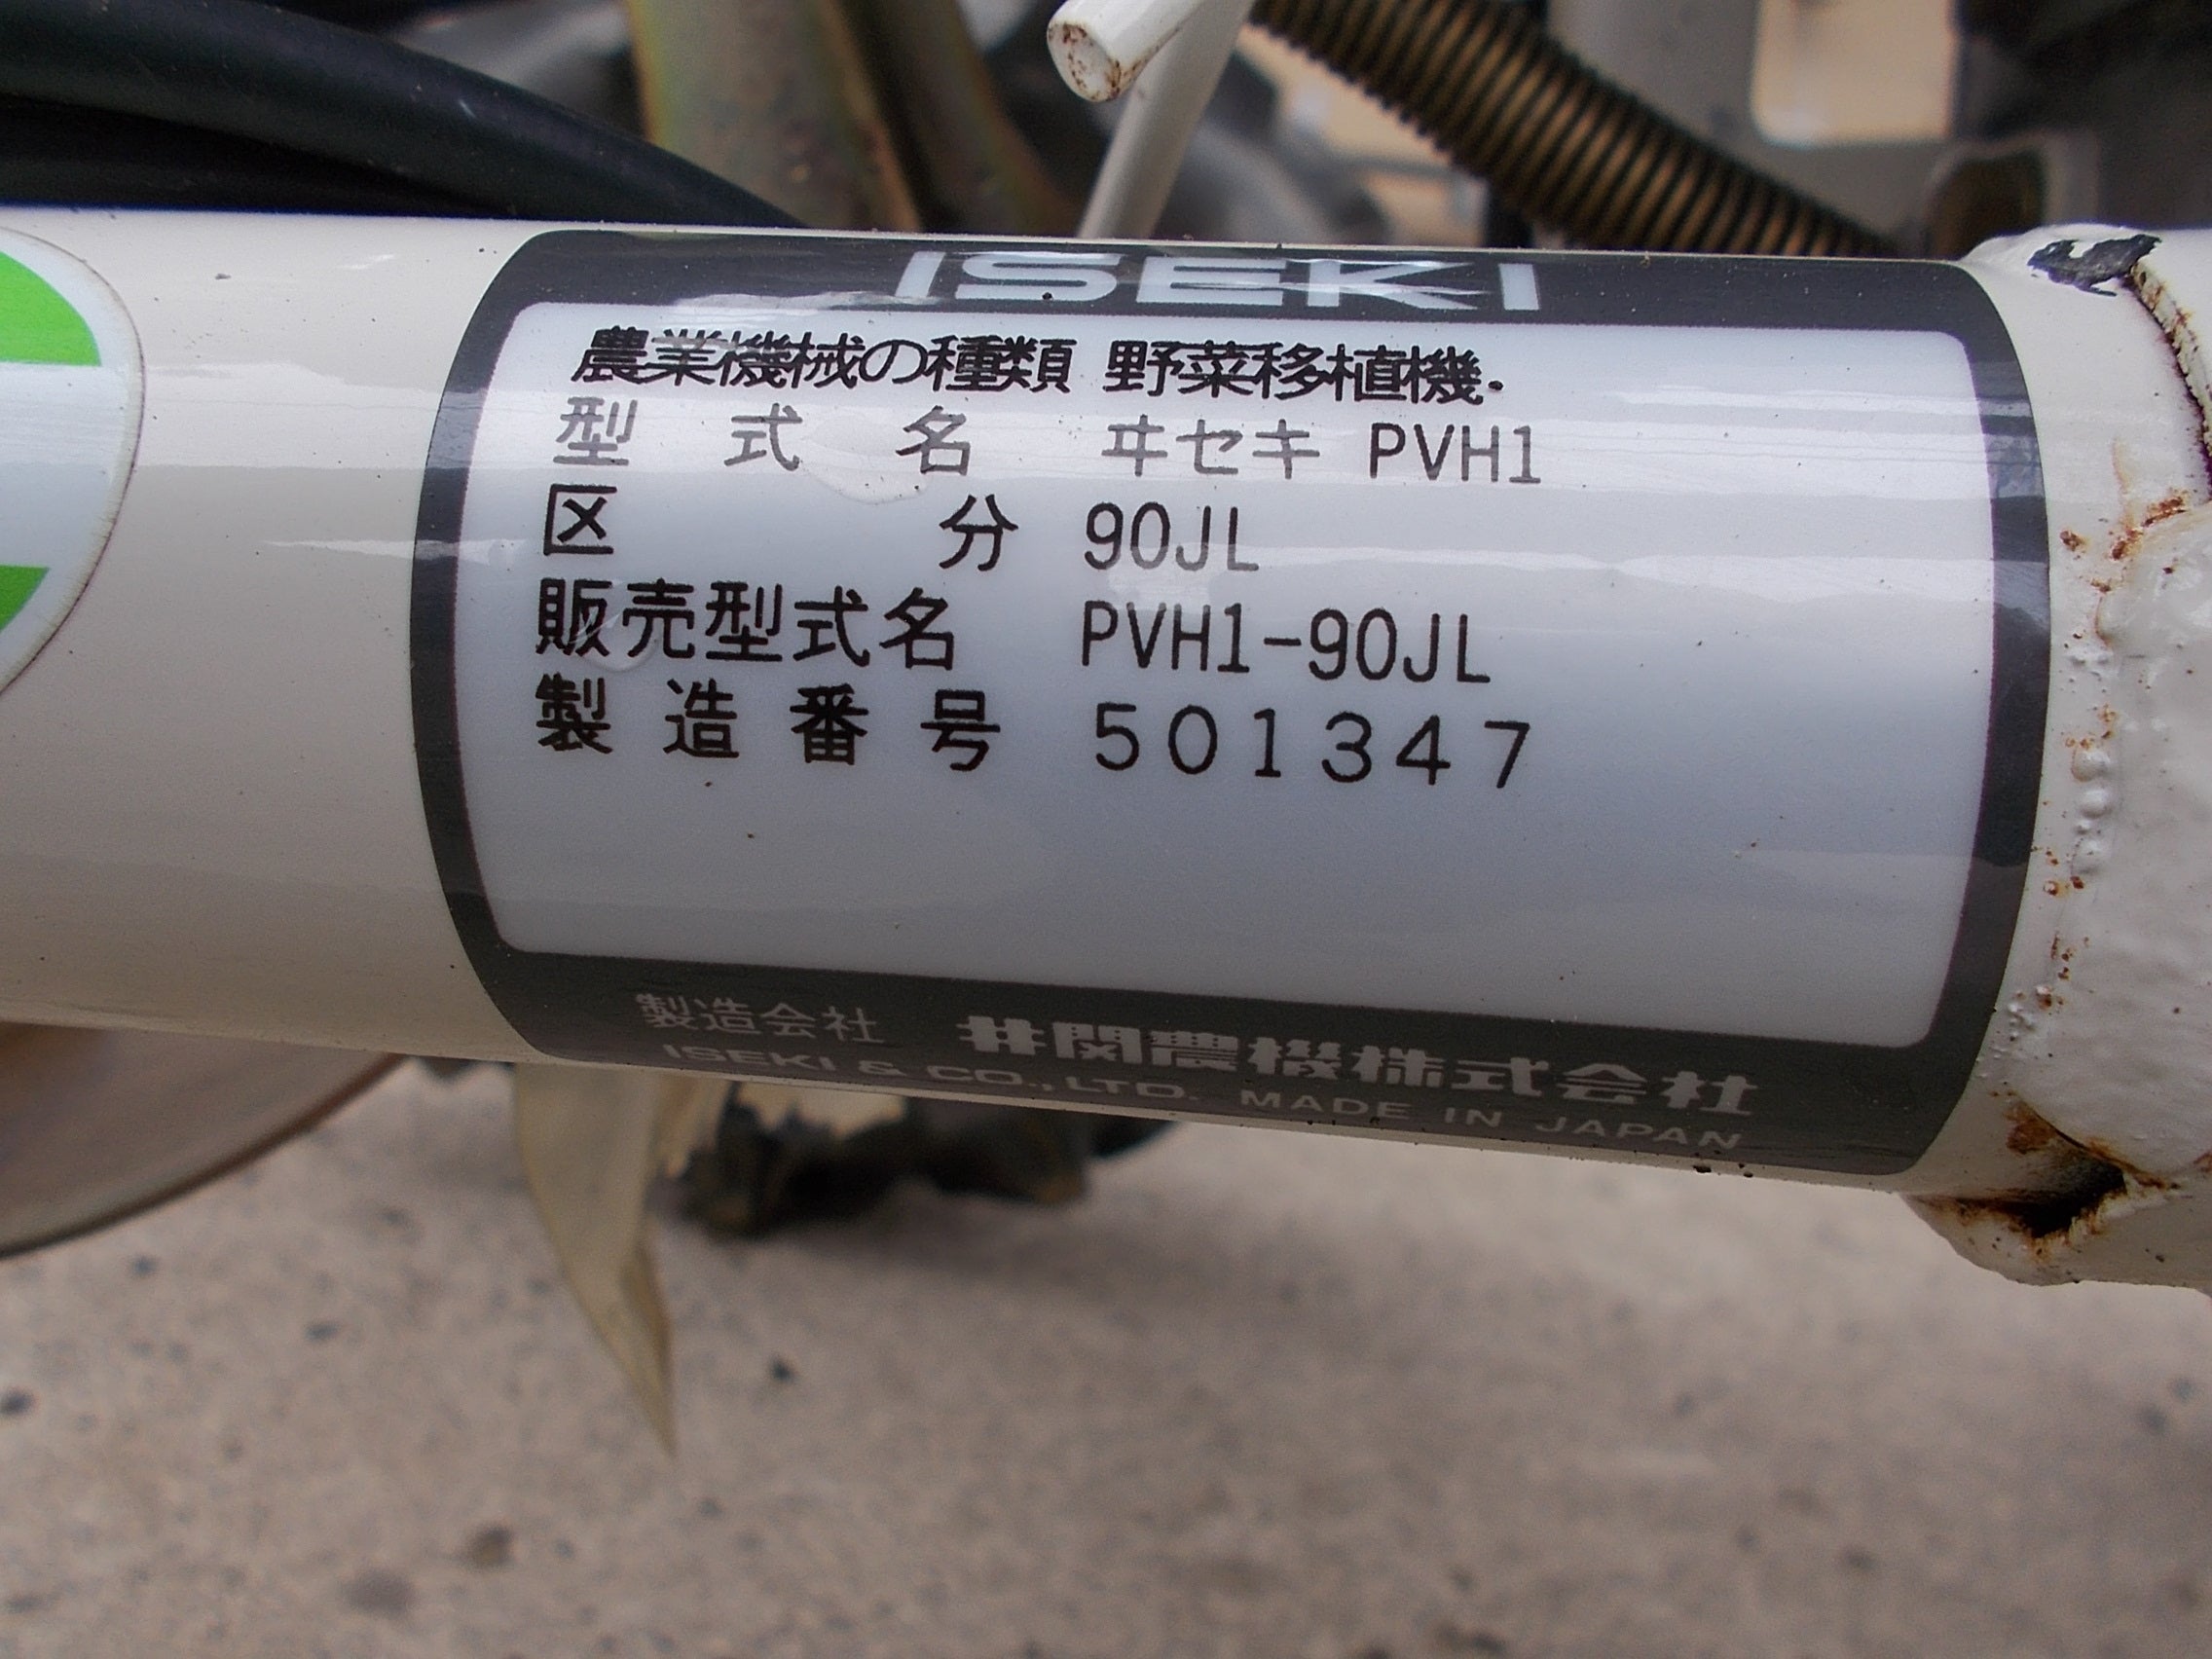 ISEKI
農業機械の種類 野菜移植機.
型式名 ヰセキ PVH1
区分 90JL
販売型式名 PVH1-90JL
製造番号 501347
製造会社 井関農機株式会社
ISEKI & CO., LTD. MADE IN JAPAN